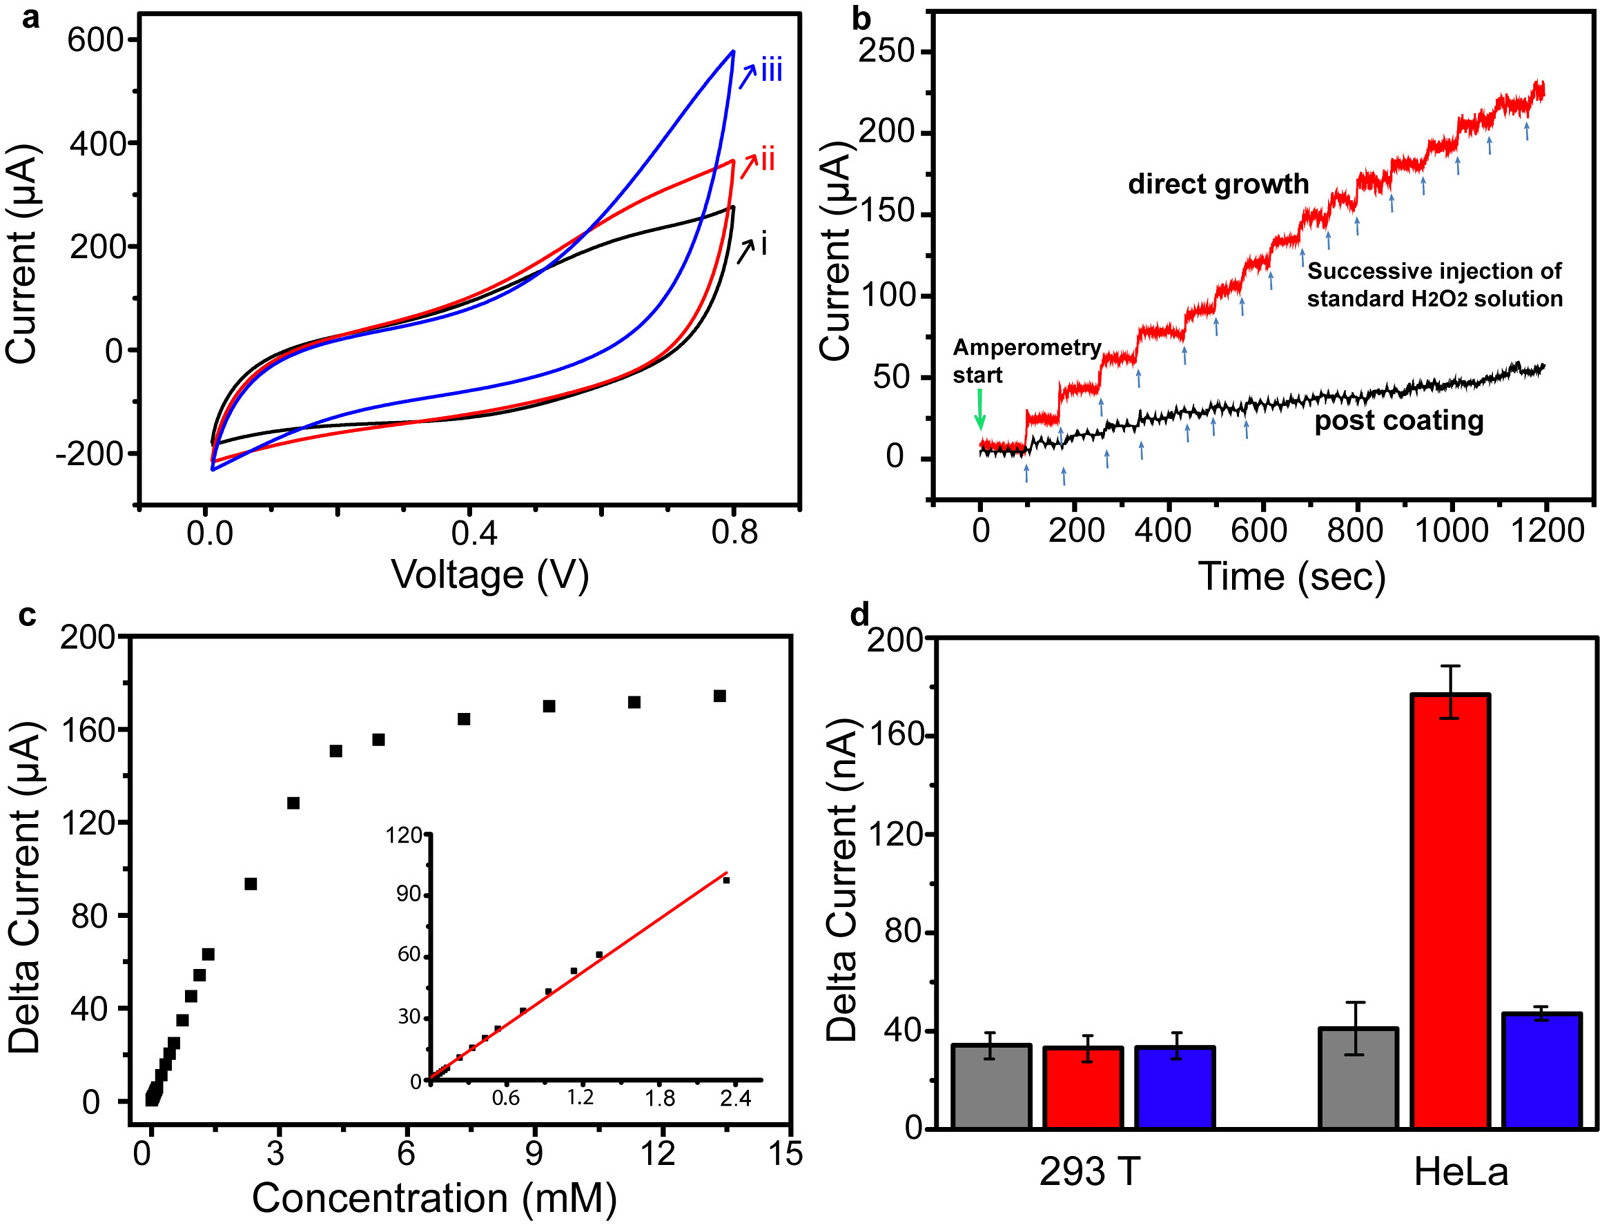 a
600
400
200
0
-200
Current (µA)
iii
ii
i
0.0
0.4
0.8
Voltage (V)
b
250
200
150
100
50
0
Current (µA)
direct growth
Successive injection of
standard H2O2 solution
Amperometry
start
post coating
0
200
400
600
800
1000
1200
Time (sec)
c
200
160
120
80
40
0
Delta Current (µA)
120
90
60
30
0
0.6
1.2
1.8
2.4
0
3
6
9
12
15
Concentration (mM)
d
200
160
120
80
40
0
Delta Current (nA)
293 T
HeLa